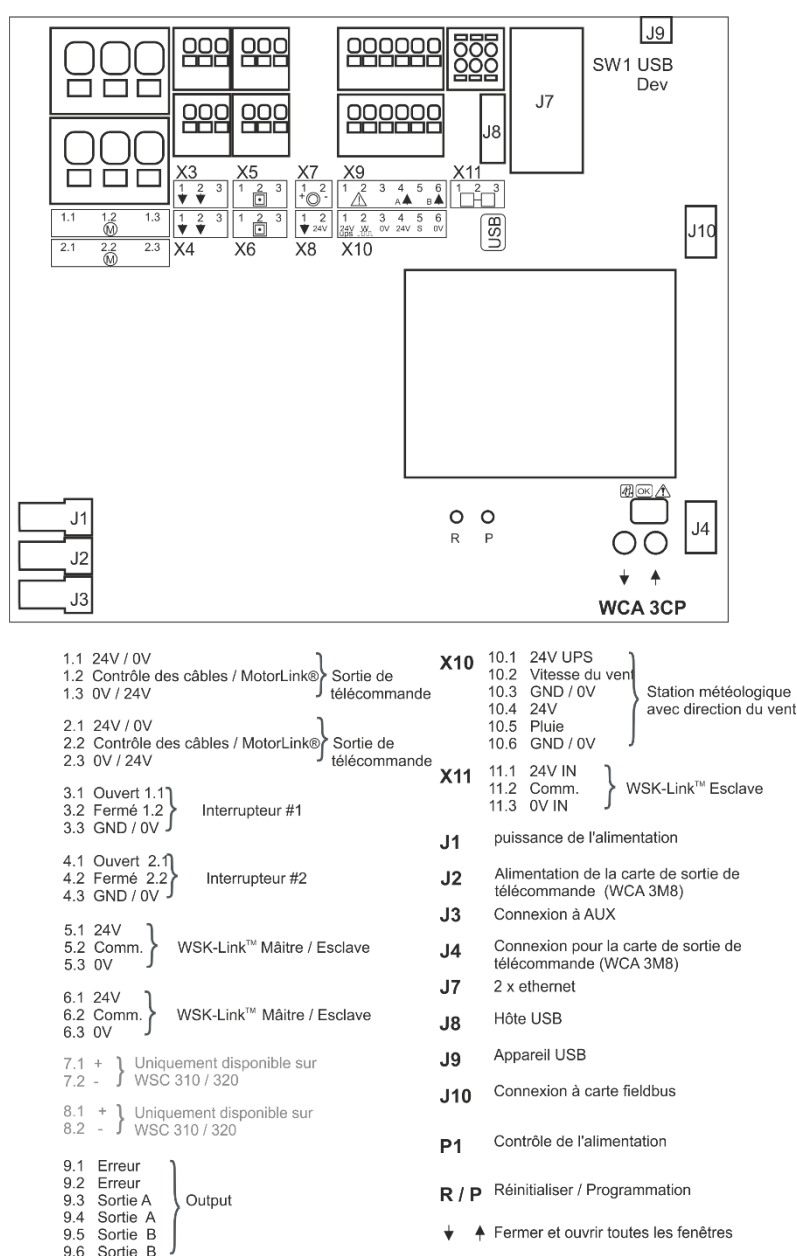 J9
SW1 USB
Dev
J7
J8
X3 X5 X7 X9 X11
1 2 3 1 2 3 1 2 1 2 3 4 5 6 1 2 3
+ - A B
1.1 1.2 1.3
M
1 2 3 1 2 3 1 2 1 2 3 4 5 6
24V 24V W 0V 24V S 0V
ups
USB
J10
2.1 2.2 2.3
M
X4 X6 X8 X10
OK
J1
R P
J4
J2
J3
WCA 3CP
1.1 24V / 0V
1.2 Contrôle des câbles / MotorLink®
1.3 0V / 24V
Sortie de
télécommande
2.1 24V / 0V
2.2 Contrôle des câbles / MotorLink®
2.3 0V / 24V
Sortie de
télécommande
3.1 Ouvert 1.1
3.2 Fermé 1.2
3.3 GND / 0V
Interrupteur #1
4.1 Ouvert 2.1
4.2 Fermé 2.2
4.3 GND / 0V
Interrupteur #2
5.1 24V
5.2 Comm.
5.3 0V
WSK-Link™ Mâitre / Esclave
6.1 24V
6.2 Comm.
6.3 0V
WSK-Link™ Mâitre / Esclave
7.1 +
7.2 -
Uniquement disponible sur
WSC 310 / 320
8.1 +
8.2 -
Uniquement disponible sur
WSC 310 / 320
9.1 Erreur
9.2 Erreur
9.3 Sortie A
9.4 Sortie A
9.5 Sortie B
9.6 Sortie B
Output
X10
10.1 24V UPS
10.2 Vitesse du vent
10.3 GND / 0V
10.4 24V
10.5 Pluie
10.6 GND / 0V
Station météologique
avec direction du vent
X11
11.1 24V IN
11.2 Comm.
11.3 0V IN
WSK-Link™ Esclave
J1 puissance de l'alimentation
J2 Alimentation de la carte de sortie de
télécommande (WCA 3M8)
J3 Connexion à AUX
J4 Connexion pour la carte de sortie de
télécommande (WCA 3M8)
J7 2 x ethernet
J8 Hôte USB
J9 Appareil USB
J10 Connexion à carte fieldbus
P1 Contrôle de l'alimentation
R / P Réinitialiser / Programmation
Fermer et ouvrir toutes les fenêtres